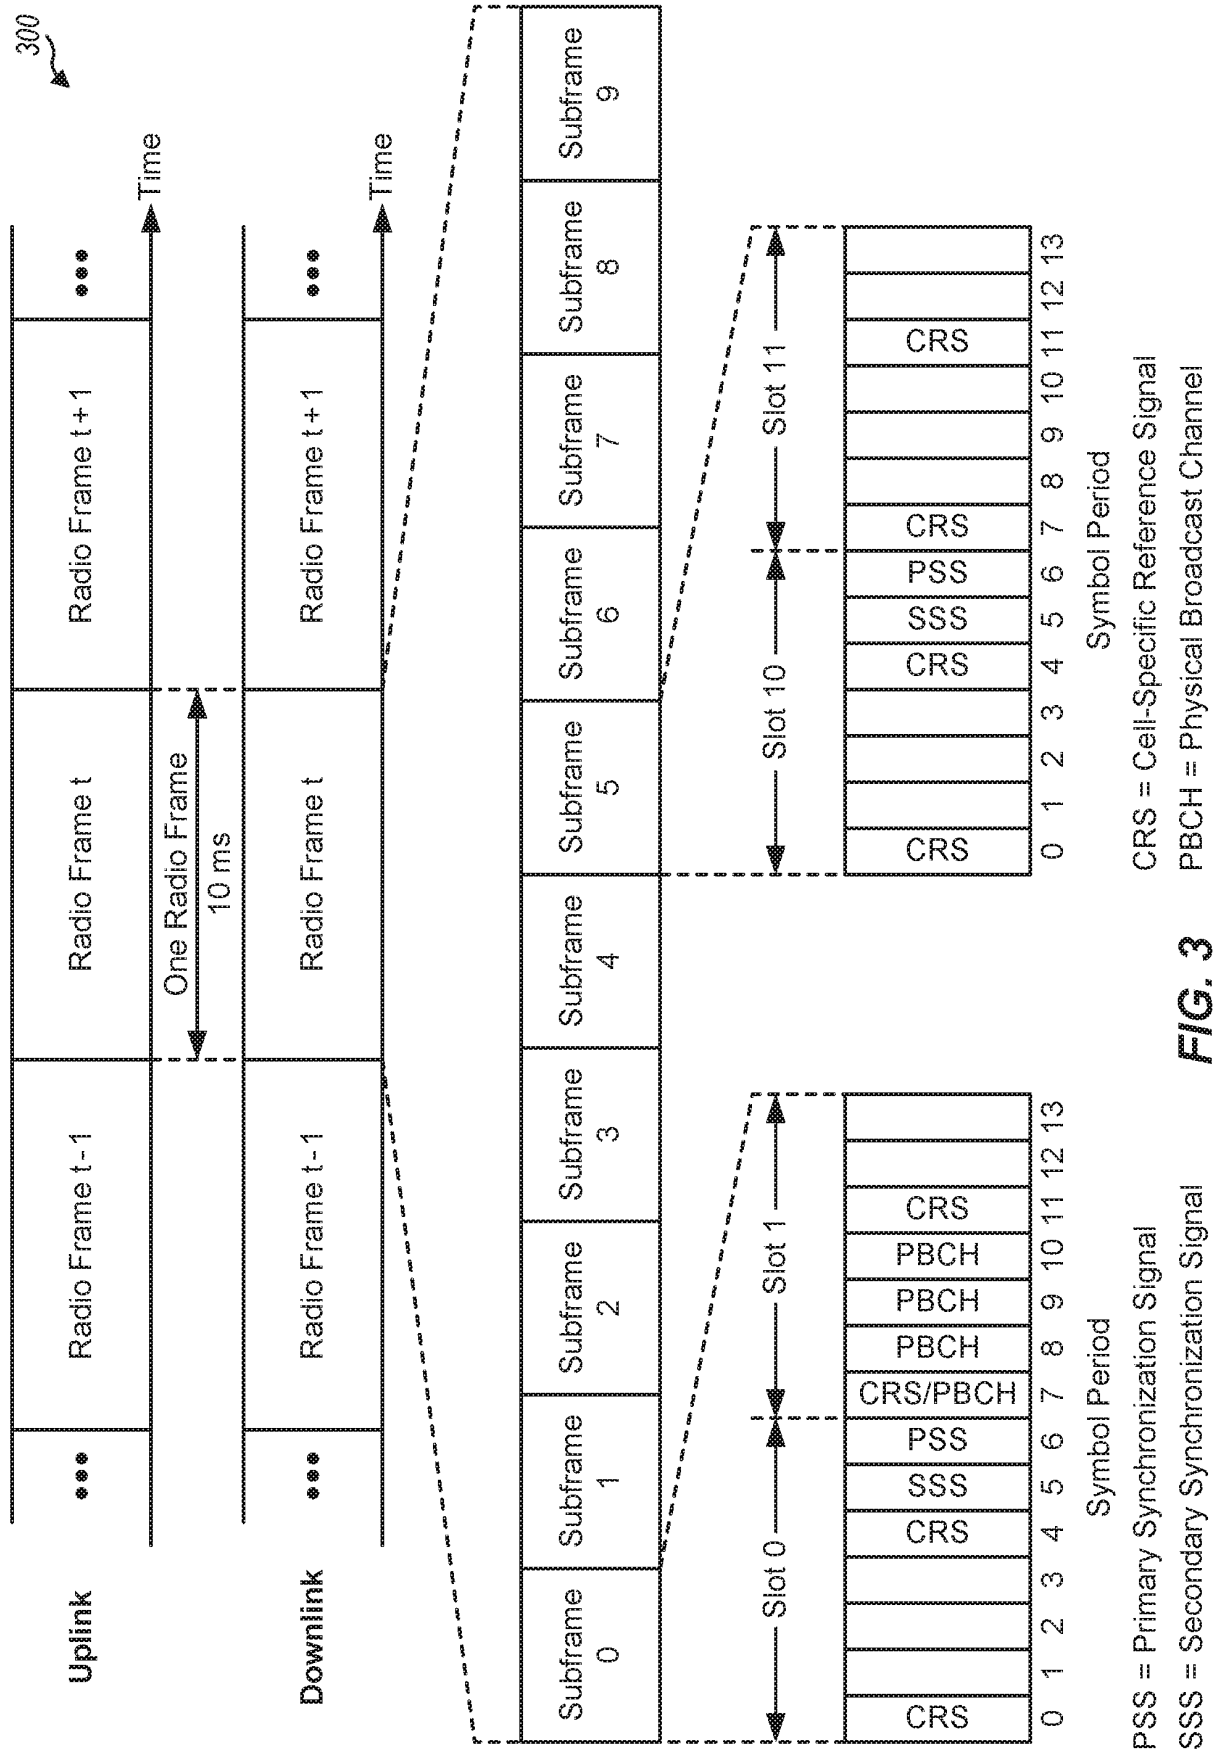 300
Uplink
Radio Frame t-1
Radio Frame t
Radio Frame t+1
Time
One Radio Frame
10 ms
Downlink
Radio Frame t-1
Radio Frame t
Radio Frame t+1
Time
Subframe 0
Subframe 1
Subframe 2
Subframe 3
Subframe 4
Subframe 5
Subframe 6
Subframe 7
Subframe 8
Subframe 9
Slot 0
Slot 1
CRS
CRS
SSS
PSS
CRS/PBCH
PBCH
PBCH
PBCH
CRS
0 1 2 3 4 5 6 7 8 9 10 11 12 13
Symbol Period
Slot 10
Slot 11
CRS
CRS
SSS
PSS
CRS
CRS
0 1 2 3 4 5 6 7 8 9 10 11 12 13
Symbol Period
PSS = Primary Synchronization Signal
SSS = Secondary Synchronization Signal
CRS = Cell-Specific Reference Signal
PBCH = Physical Broadcast Channel
FIG. 3